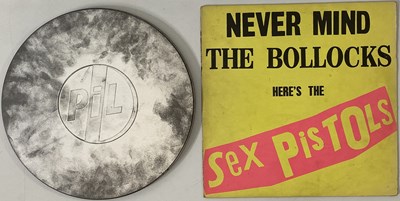 PiL
NEVER MIND
THE BOLLOCKS
HERE'S THE
Sex PiSTOLS